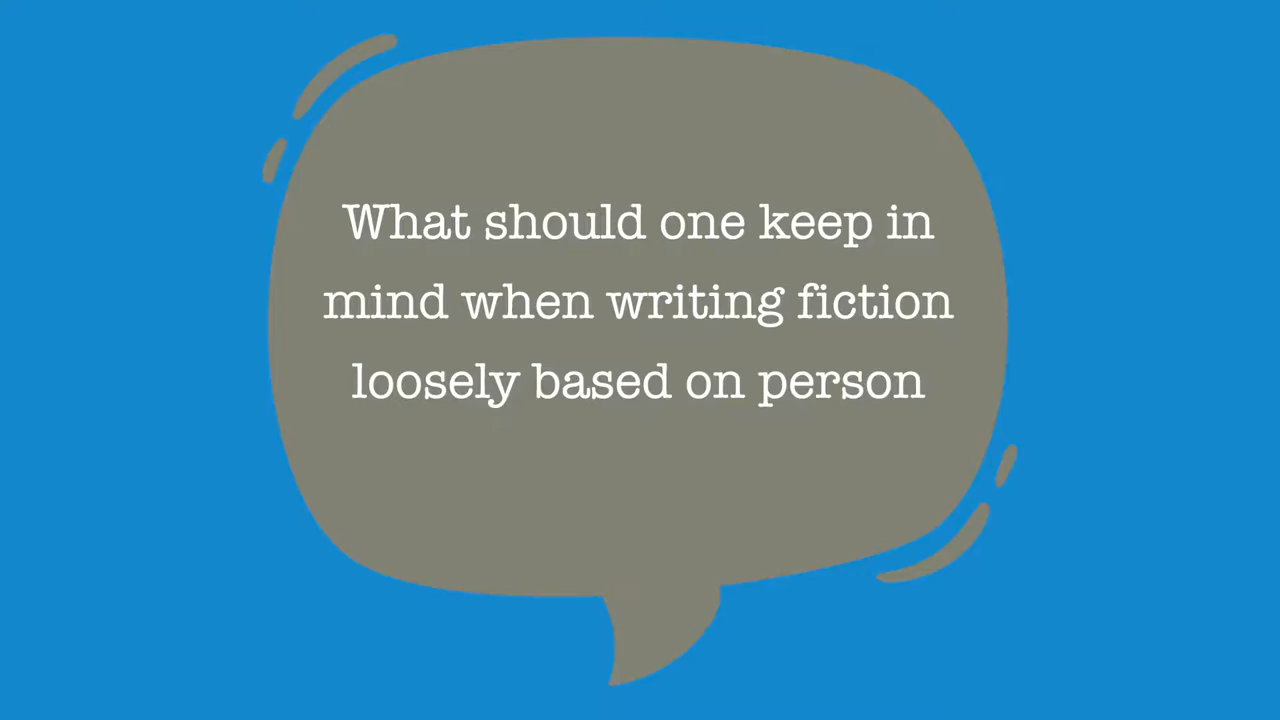 What should one keep in
mind when writing fiction
loosely based on person